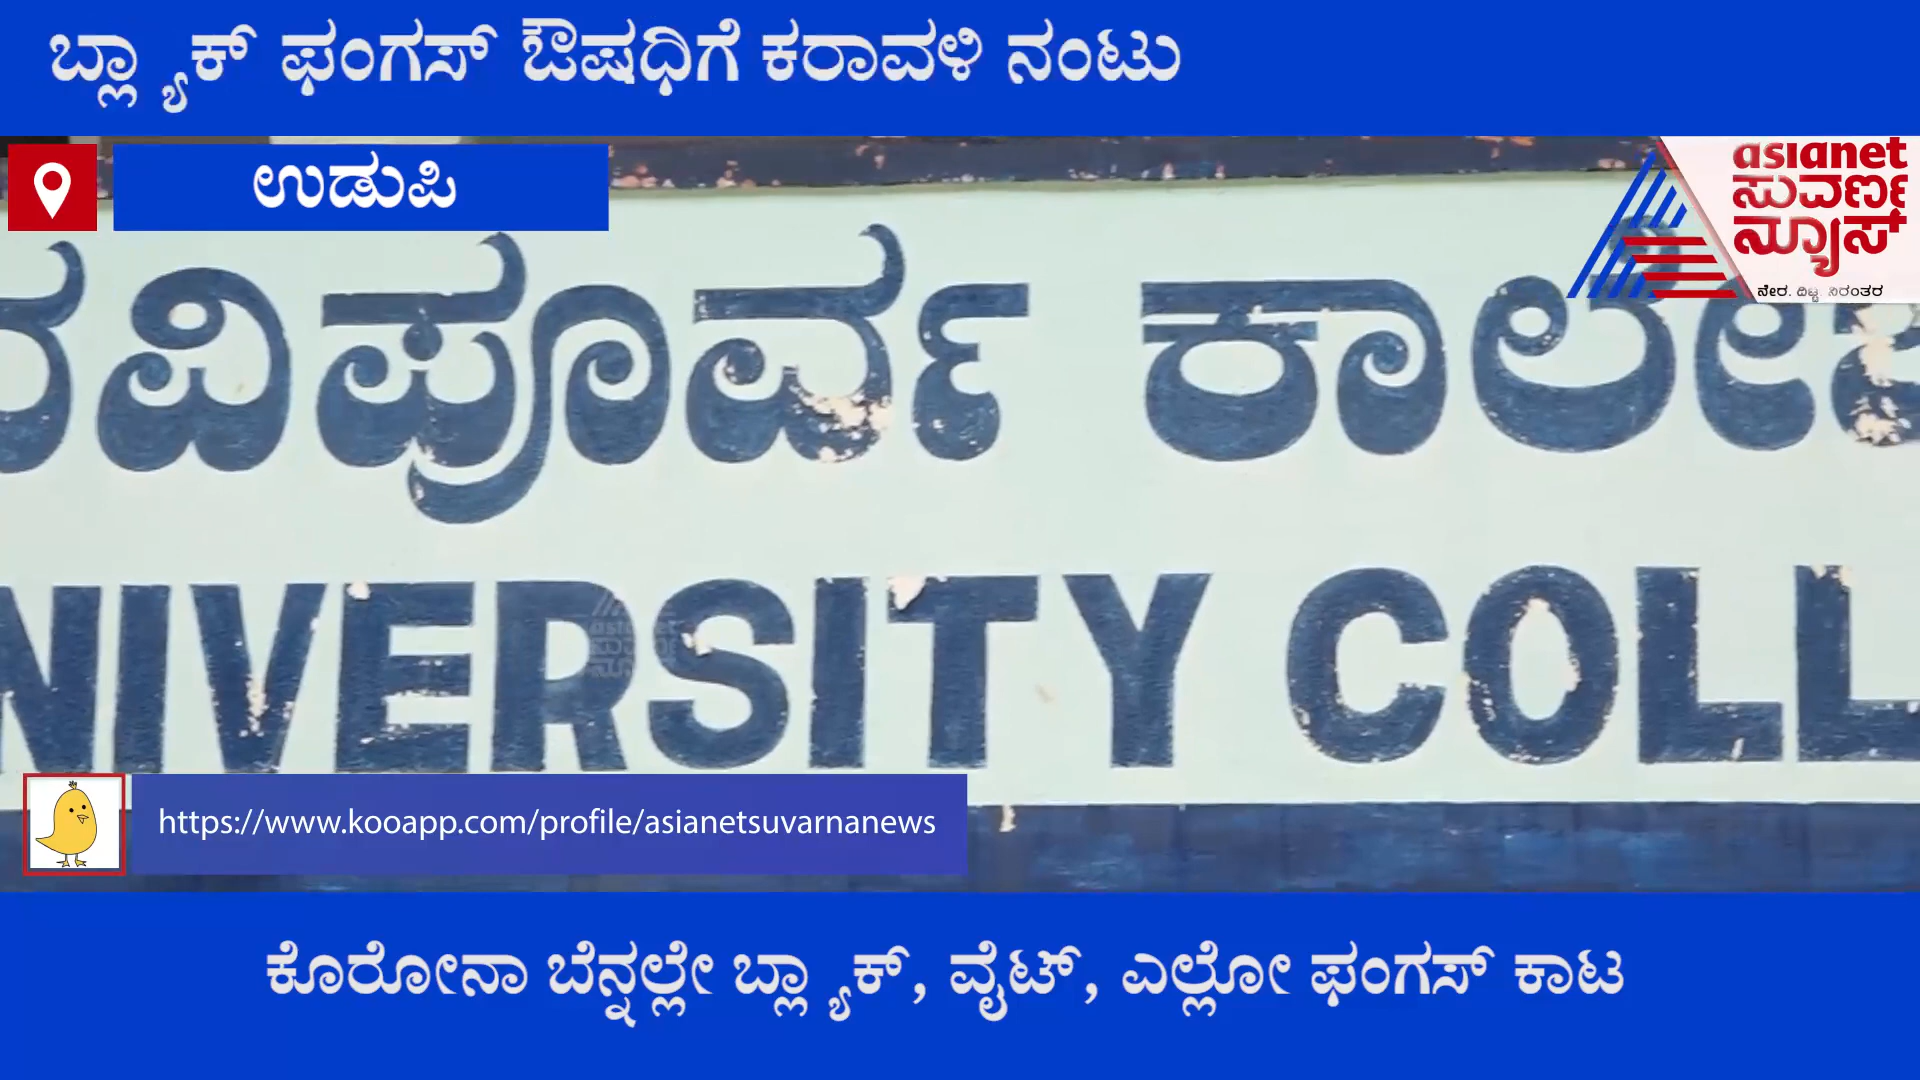 ಬ್ಲ್ಯಾಕ್ ಫಂಗಸ್ ಔಷಧಿಗೆ ಕರಾವಳಿ ನಂಟು
ಉಡುಪಿ
asianet
ಸುವರ್ಣ
ನ್ಯೂಸ್
ನೇರ. ದಿಟ್ಟ. ನಿರಂತರ
ದವಿಪೂರ್ವ ಕಾಲೇಜ
NIVERSITY COLL
https://www.kooapp.com/profile/asianetsuvarnanews
ಕೊರೋನಾ ಬೆನ್ನಲ್ಲೇ ಬ್ಲ್ಯಾಕ್, ವೈಟ್, ಎಲ್ಲೋ ಫಂಗಸ್ ಕಾಟ